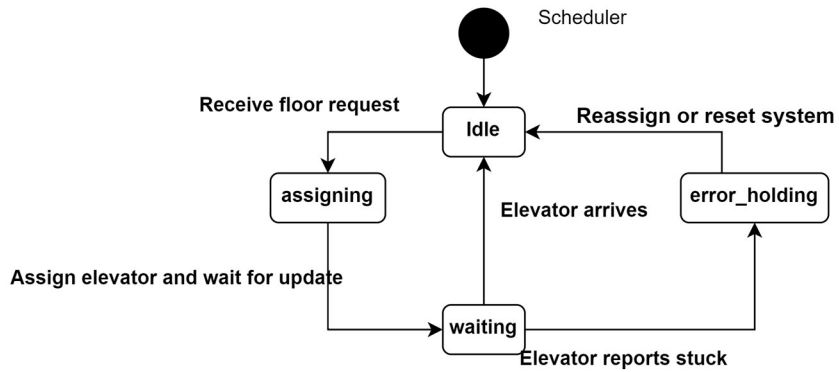 Scheduler
Receive floor request
Idle
Reassign or reset system
assigning
error_holding
Elevator arrives
Assign elevator and wait for update
waiting
Elevator reports stuck